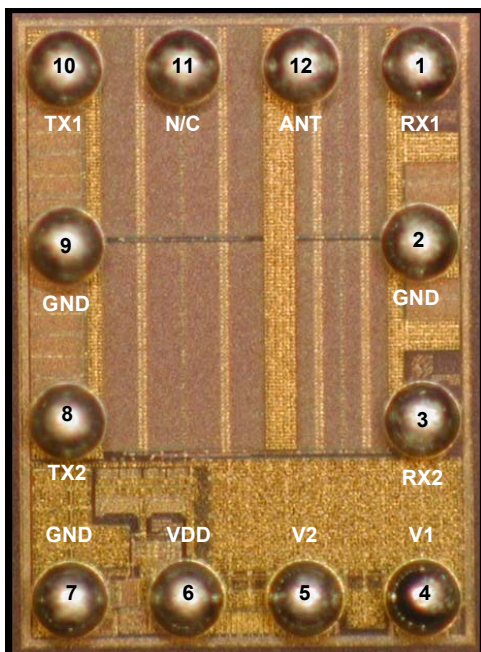 10 11 12 1
TX1 N/C ANT RX1
9 2
GND GND
8 3
TX2 RX2
GND VDD V2 V1
7 6 5 4